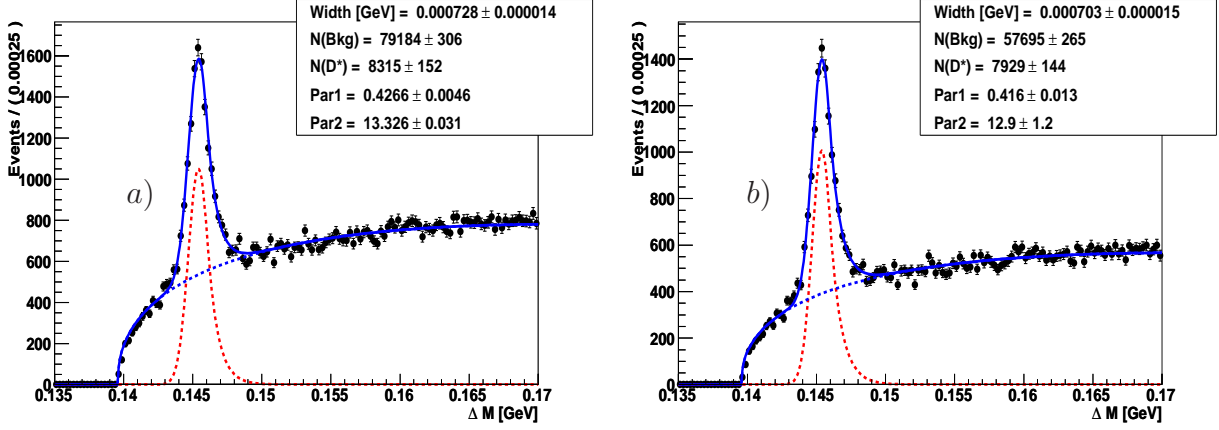 Width [GeV] = 0.000728 ± 0.000014
N(Bkg) = 79184 ± 306
N(D*) = 8315 ± 152
Par1 = 0.4266 ± 0.0046
Par2 = 13.326 ± 0.031
Events / ( 0.00025 )
1600
1400
1200
1000
800
600
400
200
0
a)
0.135 0.14 0.145 0.15 0.155 0.16 0.165 0.17
Δ M [GeV]
Width [GeV] = 0.000703 ± 0.000015
N(Bkg) = 57695 ± 265
N(D*) = 7929 ± 144
Par1 = 0.416 ± 0.013
Par2 = 12.9 ± 1.2
Events / ( 0.00025 )
1400
1200
1000
800
600
400
200
0
b)
0.135 0.14 0.145 0.15 0.155 0.16 0.165 0.17
Δ M [GeV]